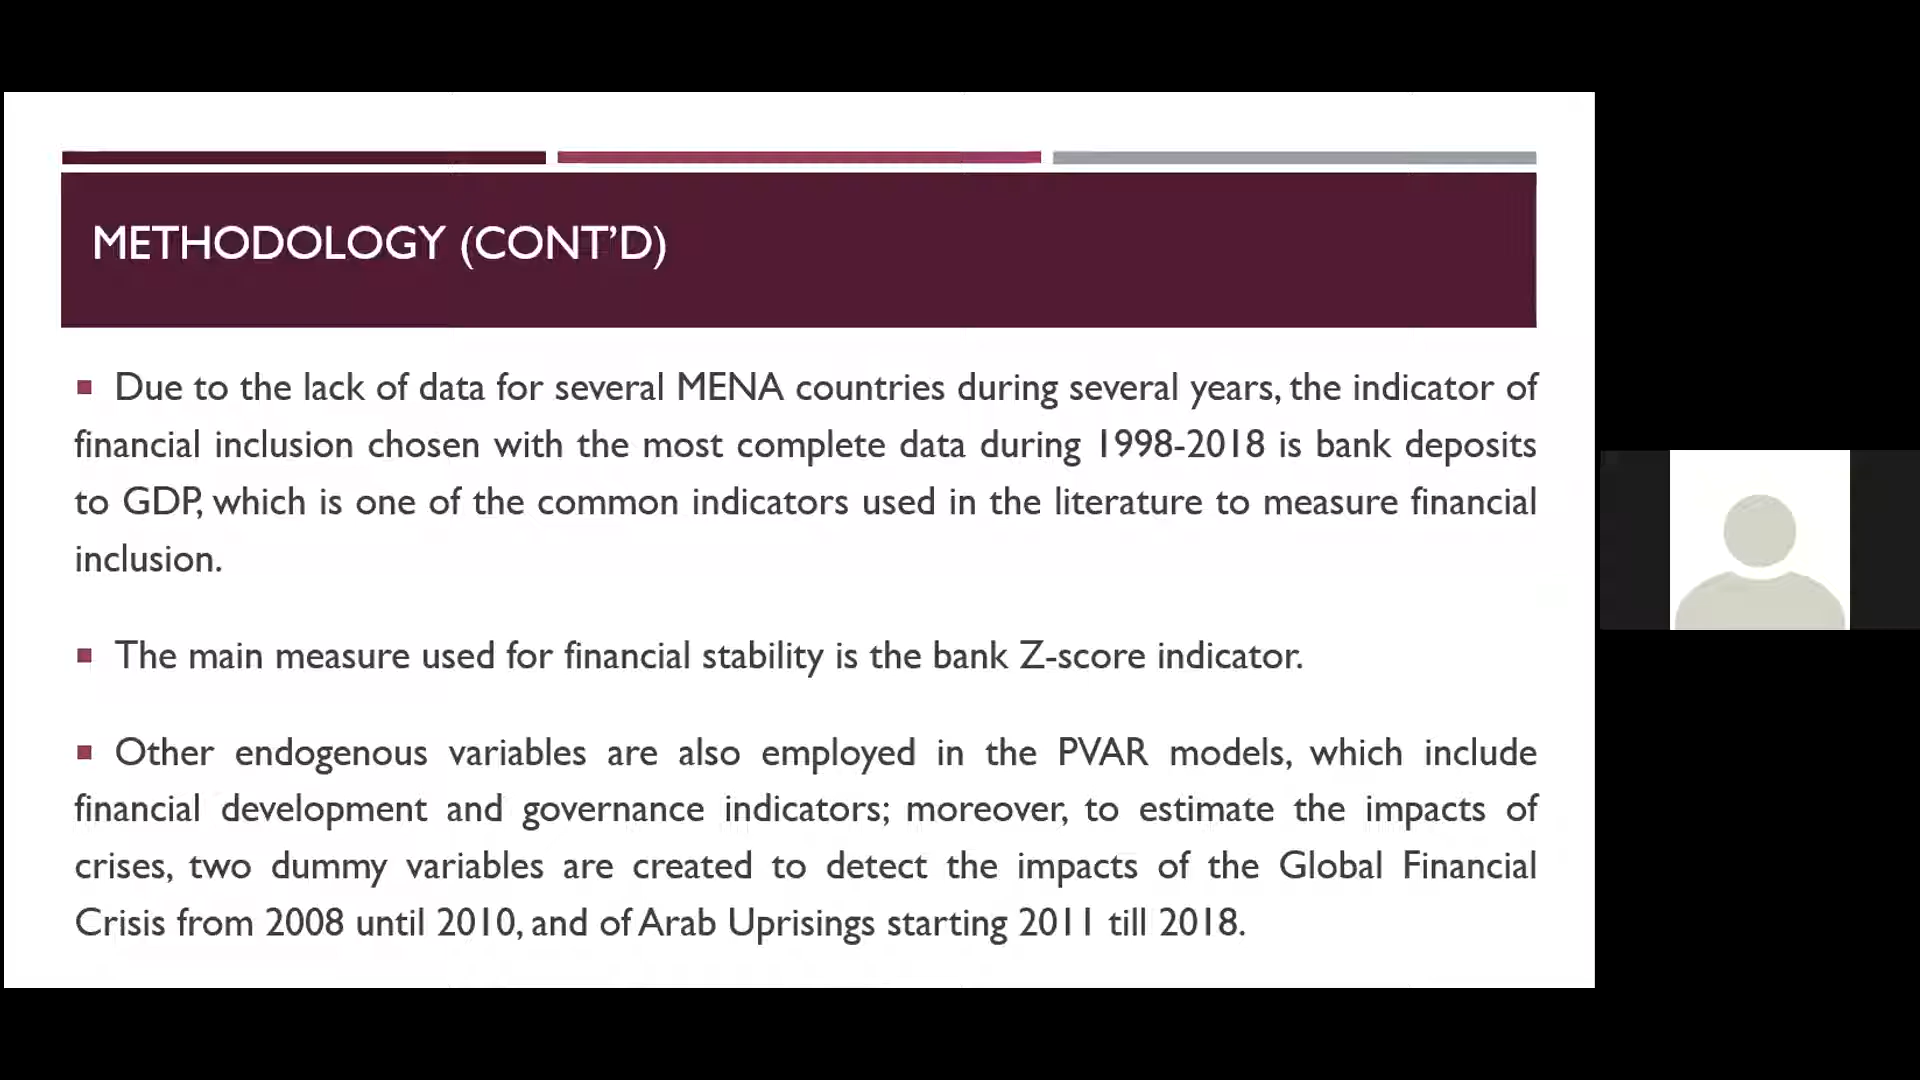 METHODOLOGY (CONT’D)
▪ Due to the lack of data for several MENA countries during several years, the indicator of
financial inclusion chosen with the most complete data during 1998-2018 is bank deposits
to GDP, which is one of the common indicators used in the literature to measure financial
inclusion.
▪ The main measure used for financial stability is the bank Z-score indicator.
▪ Other endogenous variables are also employed in the PVAR models, which include
financial development and governance indicators; moreover, to estimate the impacts of
crises, two dummy variables are created to detect the impacts of the Global Financial
Crisis from 2008 until 2010, and of Arab Uprisings starting 2011 till 2018.